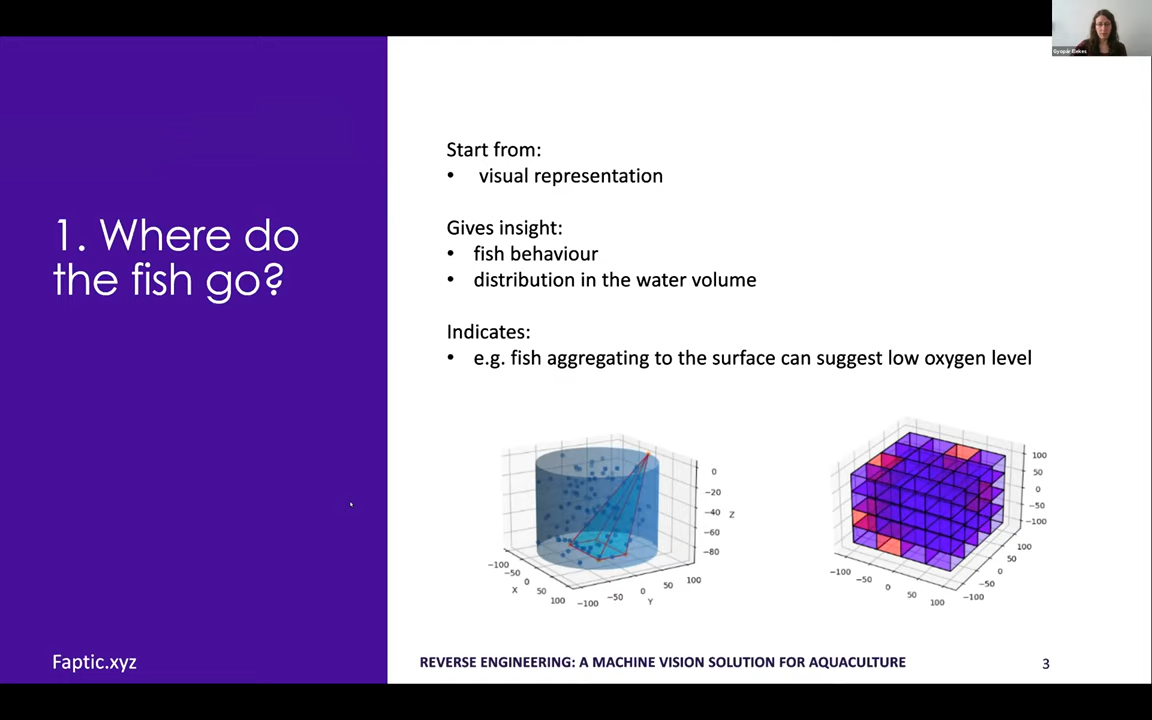 Gyopár Elekes
1. Where do
the fish go?
Start from:
• visual representation
Gives insight:
• fish behaviour
• distribution in the water volume
Indicates:
• e.g. fish aggregating to the surface can suggest low oxygen level
0
−20
−40
−60
−80
Z
−100
−50
0
50
100
X
−100
−50
0
50
100
Y
100
50
0
−50
−100
−100
−50
0
50
100
−100
−50
0
50
100
Faptic.xyz
REVERSE ENGINEERING: A MACHINE VISION SOLUTION FOR AQUACULTURE
3